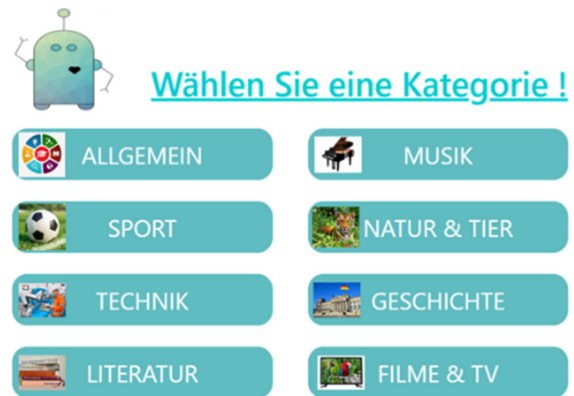 Wählen Sie eine Kategorie !
ALLGEMEIN
MUSIK
SPORT
NATUR & TIER
TECHNIK
GESCHICHTE
LITERATUR
FILME & TV